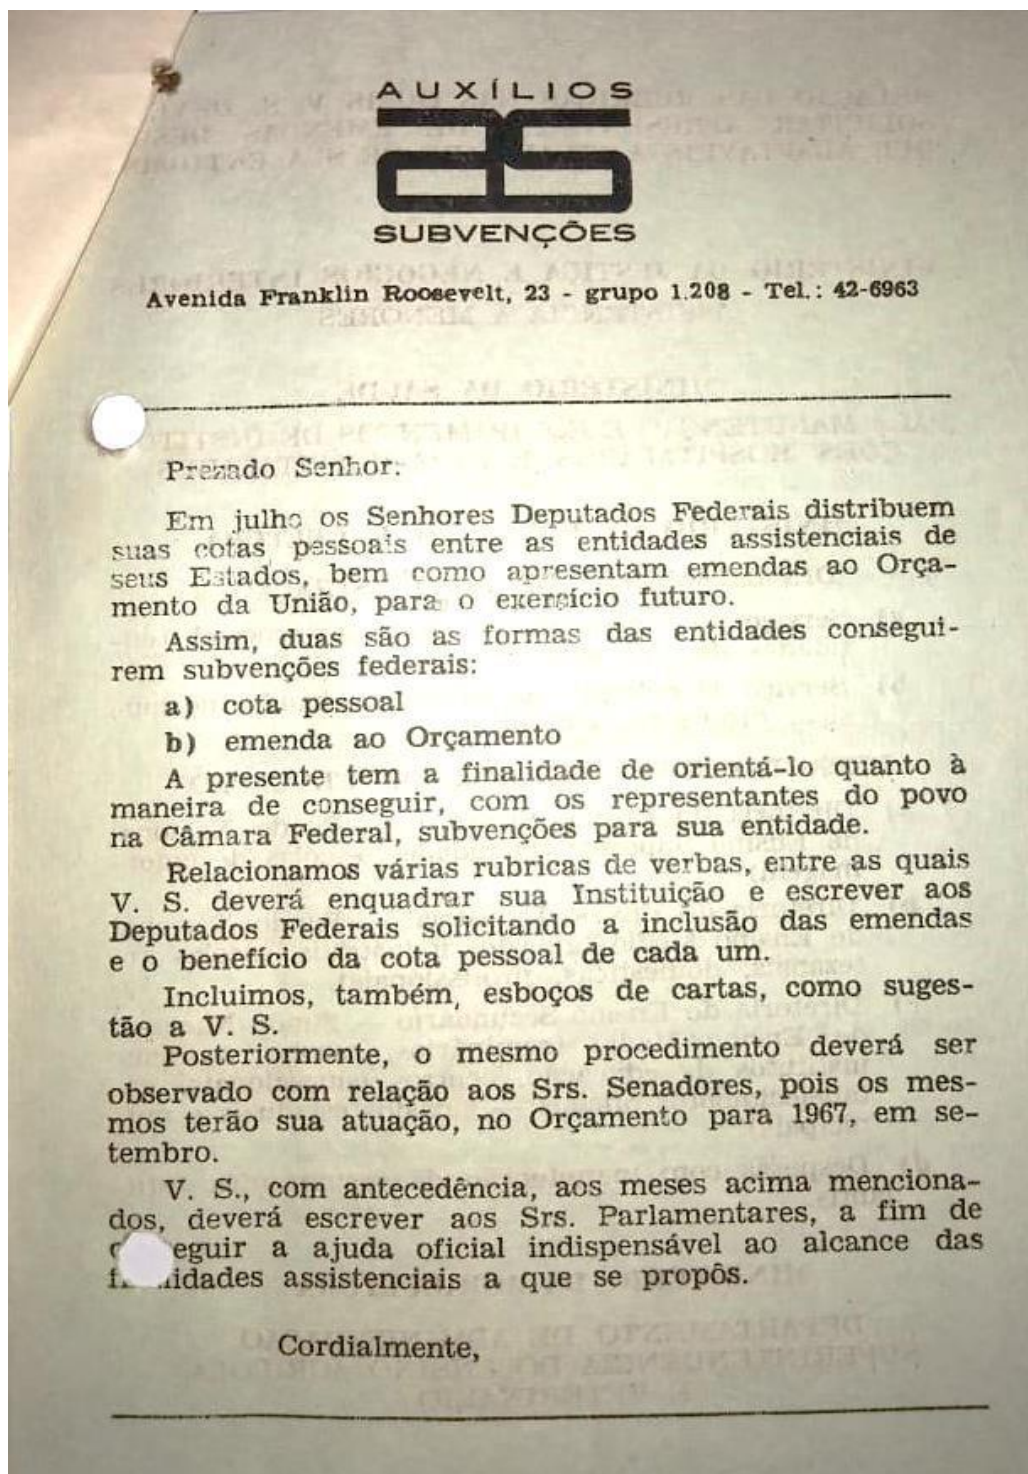 AUXÍLIOS
SUBVENÇÕES
Avenida Franklin Roosevelt, 23 - grupo 1.208 - Tel.: 42-6963
Prezado Senhor:
Em julho os Senhores Deputados Federais distribuem
suas cotas pessoais entre as entidades assistenciais de
seus Estados, bem como apresentam emendas ao Orça-
mento da União, para o exercício futuro.
Assim, duas são as formas das entidades consegui-
rem subvenções federais:
a) cota pessoal
b) emenda ao Orçamento
A presente tem a finalidade de orientá-lo quanto à
maneira de conseguir, com os representantes do povo
na Câmara Federal, subvenções para sua entidade.
Relacionamos várias rubricas de verbas, entre as quais
V. S. deverá enquadrar sua Instituição e escrever aos
Deputados Federais solicitando a inclusão das emendas
e o benefício da cota pessoal de cada um.
Incluimos, também, esboços de cartas, como suges-
tão a V. S.
Posteriormente, o mesmo procedimento deverá ser
observado com relação aos Srs. Senadores, pois os mes-
mos terão sua atuação, no Orçamento para 1967, em se-
tembro.
V. S., com antecedência, aos meses acima menciona-
dos, deverá escrever aos Srs. Parlamentares, a fim de
eguir a ajuda oficial indispensável ao alcance das
idades assistenciais a que se propôs.
Cordialmente,